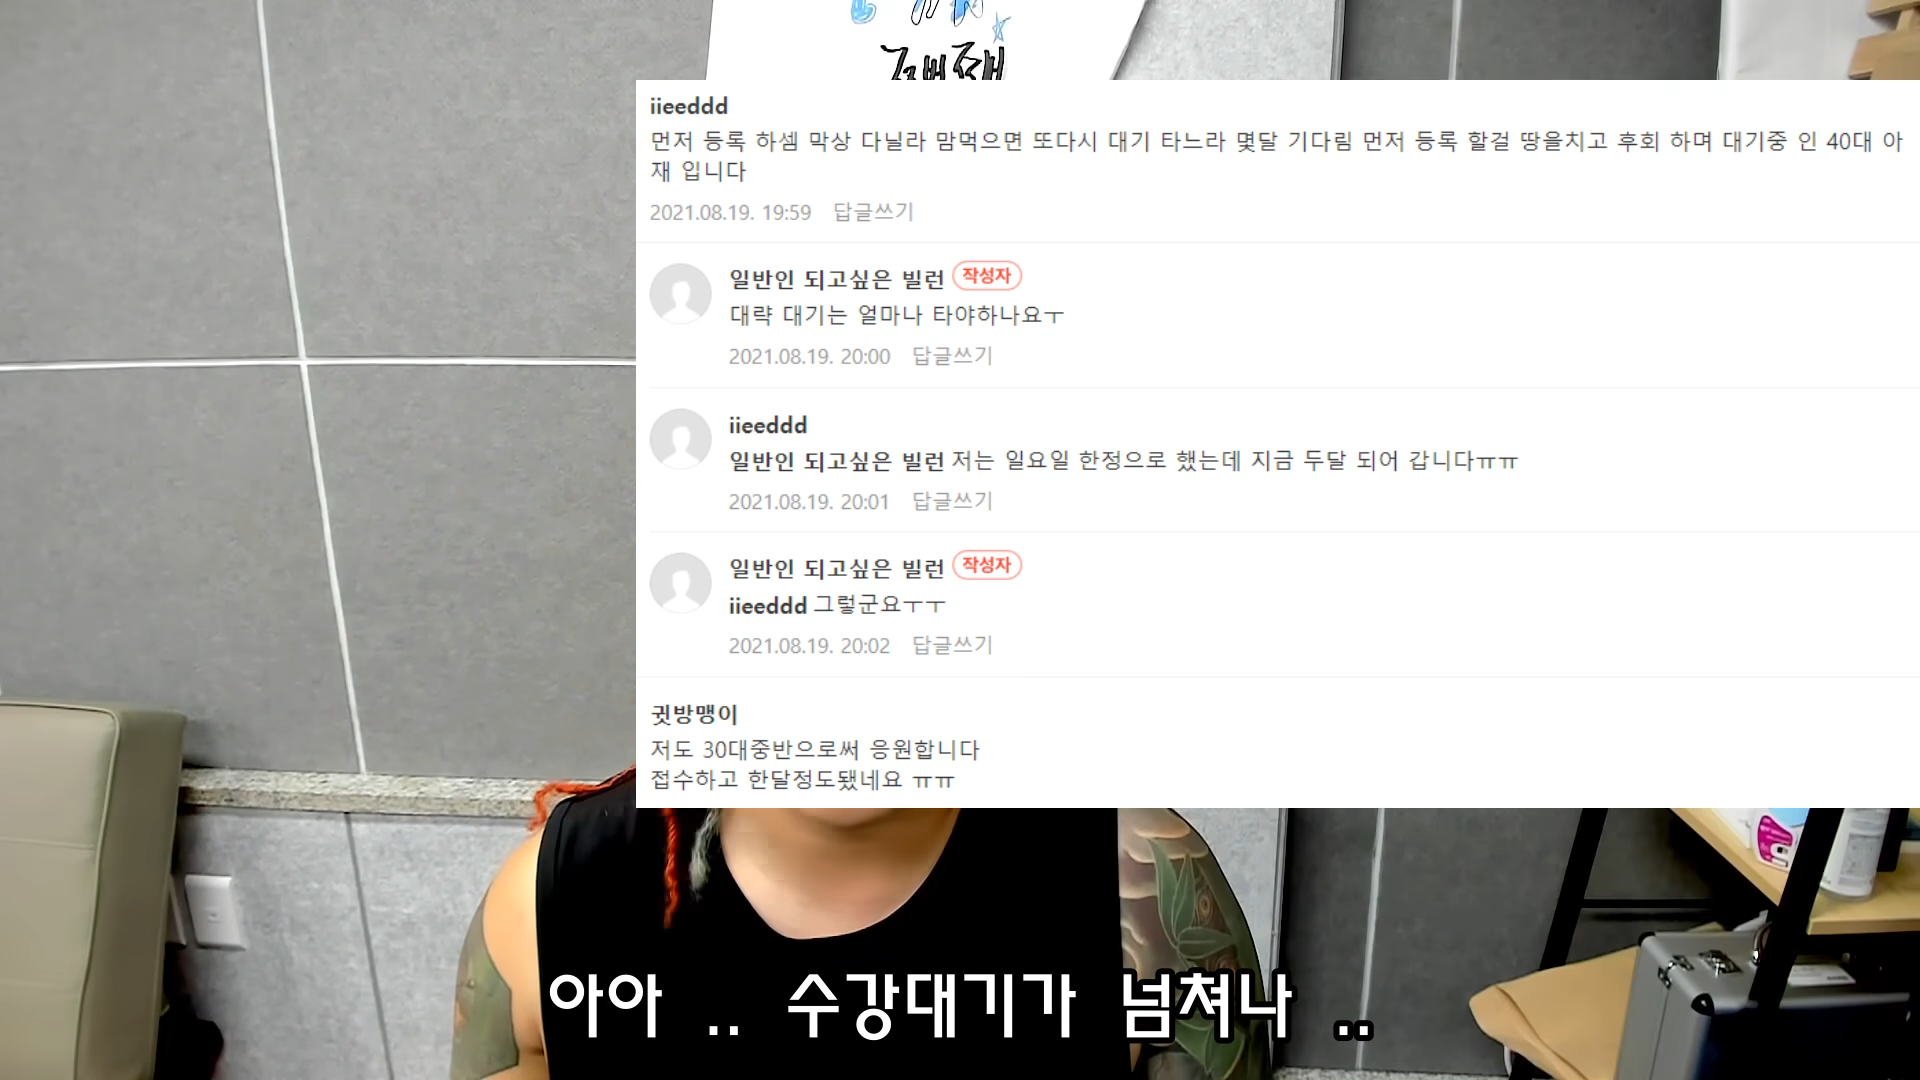 iieeddd
먼저 등록 하셈 막상 다닐라 맘먹으면 또다시 대기 타느라 몇달 기다림 먼저 등록 할걸 땅을치고 후회 하며 대기중 인 40대 아
재 입니다
2021.08.19. 19:59 답글쓰기
일반인 되고싶은 빌런 작성자
대략 대기는 얼마나 타야하나요ㅜ
2021.08.19. 20:00 답글쓰기
iieeddd
일반인 되고싶은 빌런 저는 일요일 한정으로 했는데 지금 두달 되어 갑니다ㅠㅠ
2021.08.19. 20:01 답글쓰기
일반인 되고싶은 빌런 작성자
iieeddd 그렇군요ㅜㅜ
2021.08.19. 20:02 답글쓰기
귓방맹이
저도 30대중반으로써 응원합니다
접수하고 한달정도됐네요 ㅠㅠ
아아 .. 수강대기가 넘쳐나 ..